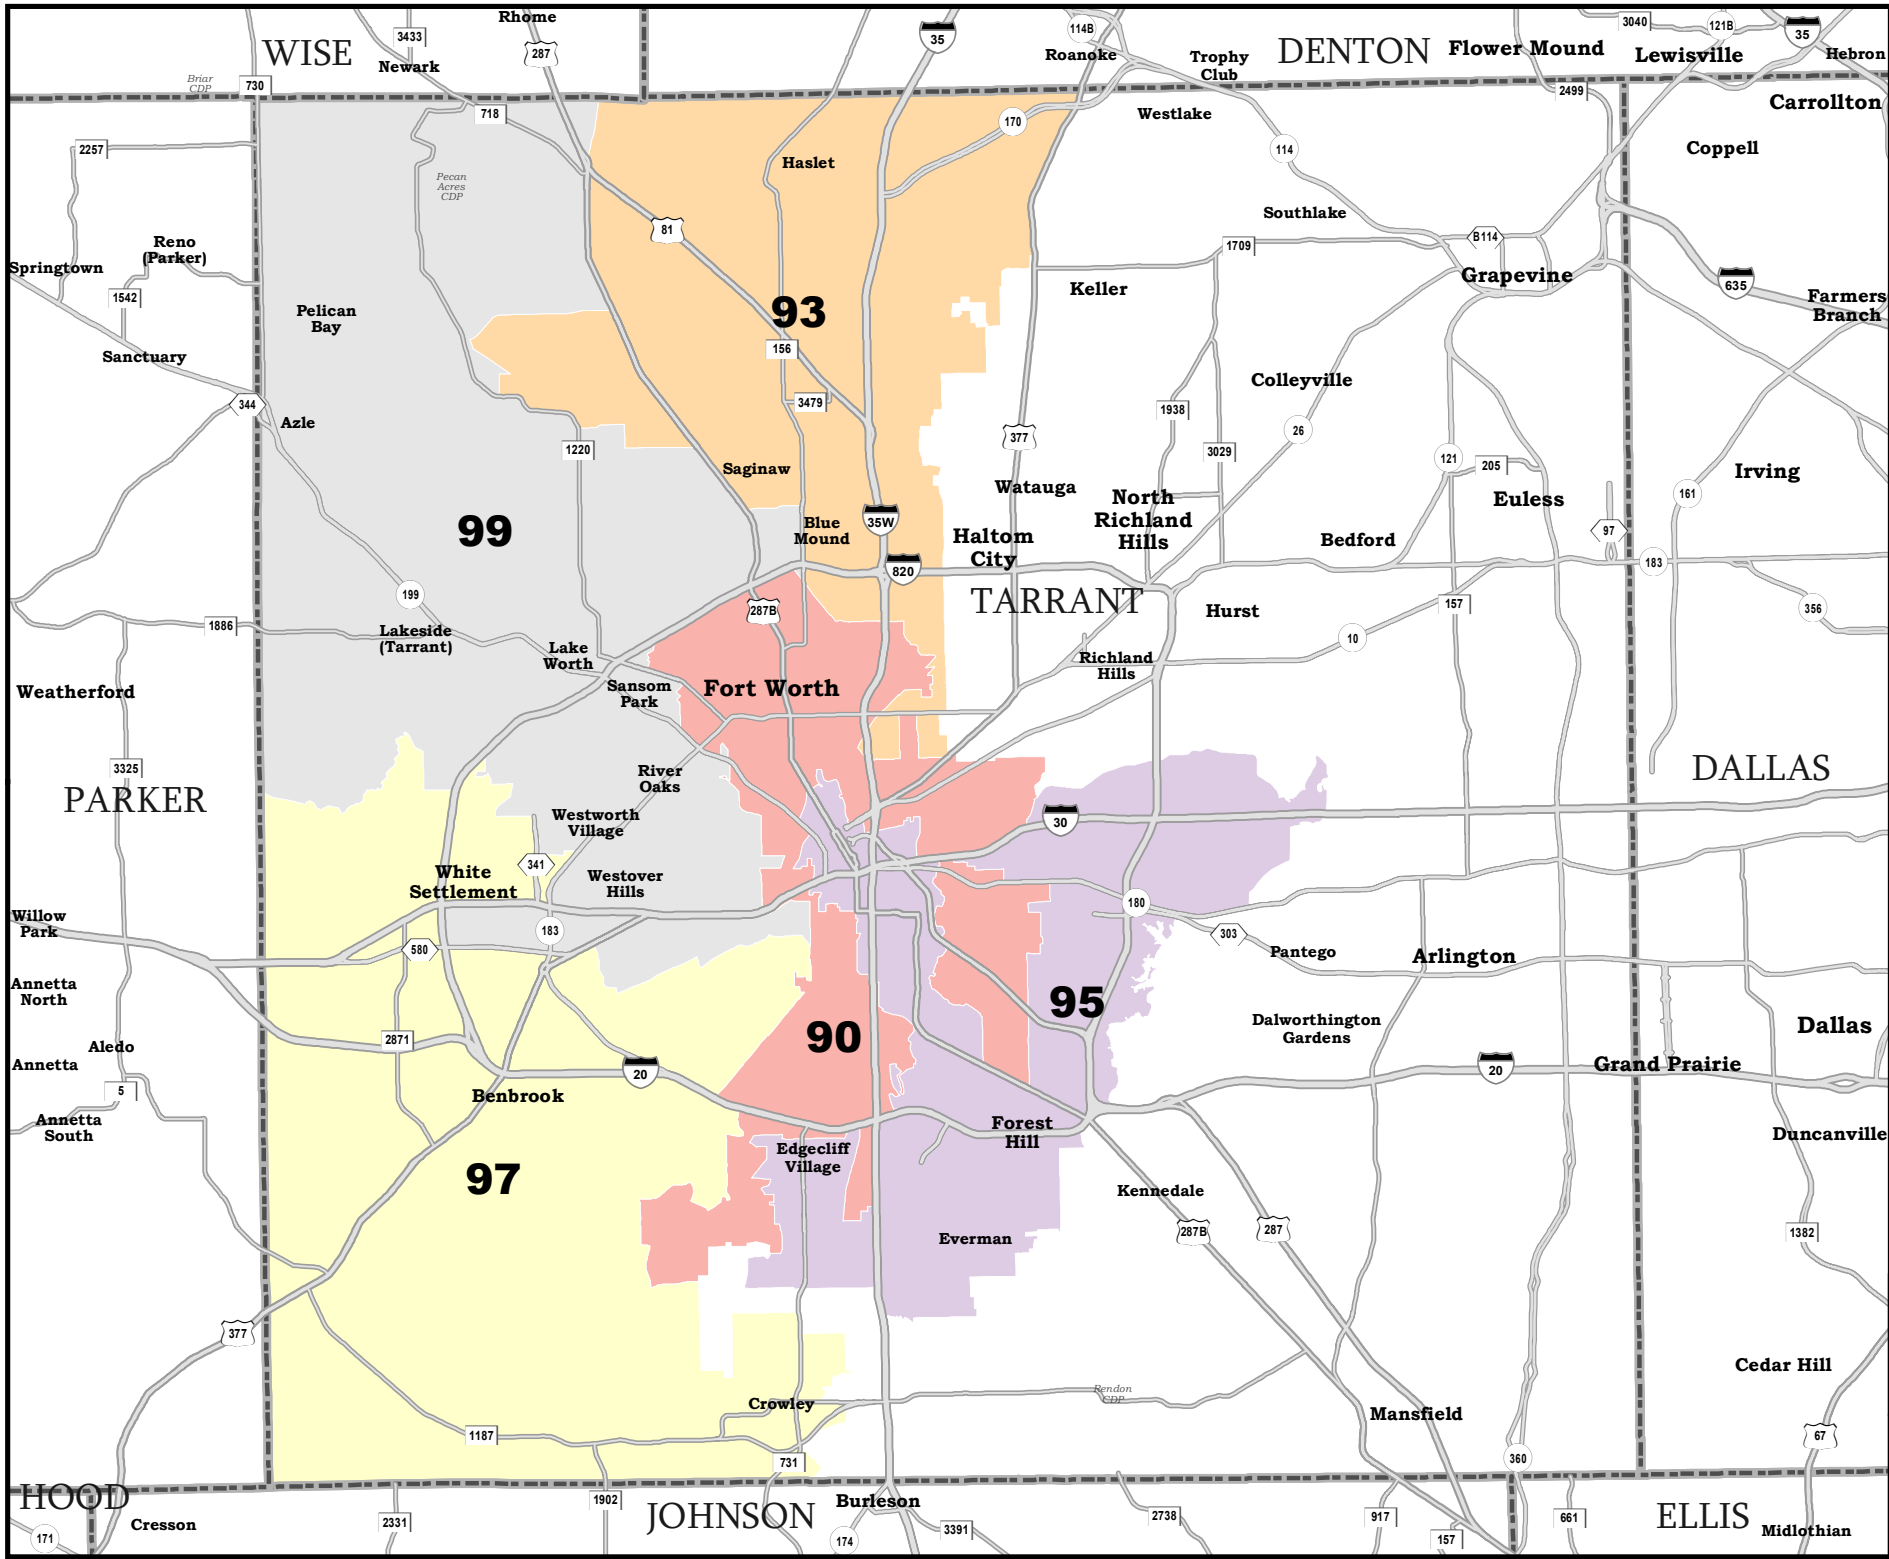 Rhome
WISE
3433
Newark
287
35
114B
Roanoke
Trophy
Club
DENTON
Flower Mound
3040
121B
Lewisville
35
Hebron
Briar
CDP
730
718
2499
Carrollton
170
Westlake
2257
114
Coppell
Haslet
Pecan
Acres
CDP
81
Southlake
Reno
(Parker)
1709
B114
Springtown
Grapevine
635
1542
Keller
Farmers
Branch
Pelican
Bay
93
156
Sanctuary
Colleyville
344
3479
1938
Azle
377
26
1220
3029
121
205
Saginaw
Irving
Watauga
161
North
Richland
Hills
Euless
99
Blue
Mound
35W
Haltom
City
Bedford
97
820
183
199
TARRANT
287B
157
356
1886
Hurst
Lakeside
(Tarrant)
10
Lake
Worth
Richland
Hills
Weatherford
Sansom
Park
Fort Worth
3325
River
Oaks
DALLAS
PARKER
Westworth
Village
30
341
White
Settlement
Westover
Hills
180
Willow
Park
183
303
580
Pantego
Arlington
Annetta
North
95
Dalworthington
Gardens
Dallas
90
2871
Aledo
Annetta
20
20
Grand Prairie
5
Benbrook
Annetta
South
Forest
Hill
Duncanville
Edgecliff
Village
97
Kennedale
287B
287
1382
Everman
377
Cedar Hill
Rendon
CDP
Crowley
Mansfield
1187
67
731
360
HOOD
1902
JOHNSON
Burleson
ELLIS
171
Cresson
2331
174
3391
2738
917
157
661
Midlothian